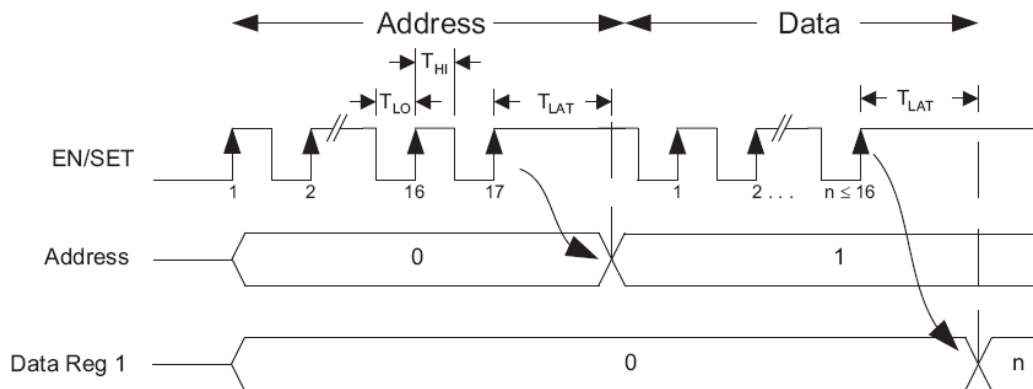 Address Data
T_HI
T_LO T_LAT T_LAT
EN/SET
1 2 16 17 1 2 . . . n ≤ 16
Address 0 1
Data Reg 1 0 n